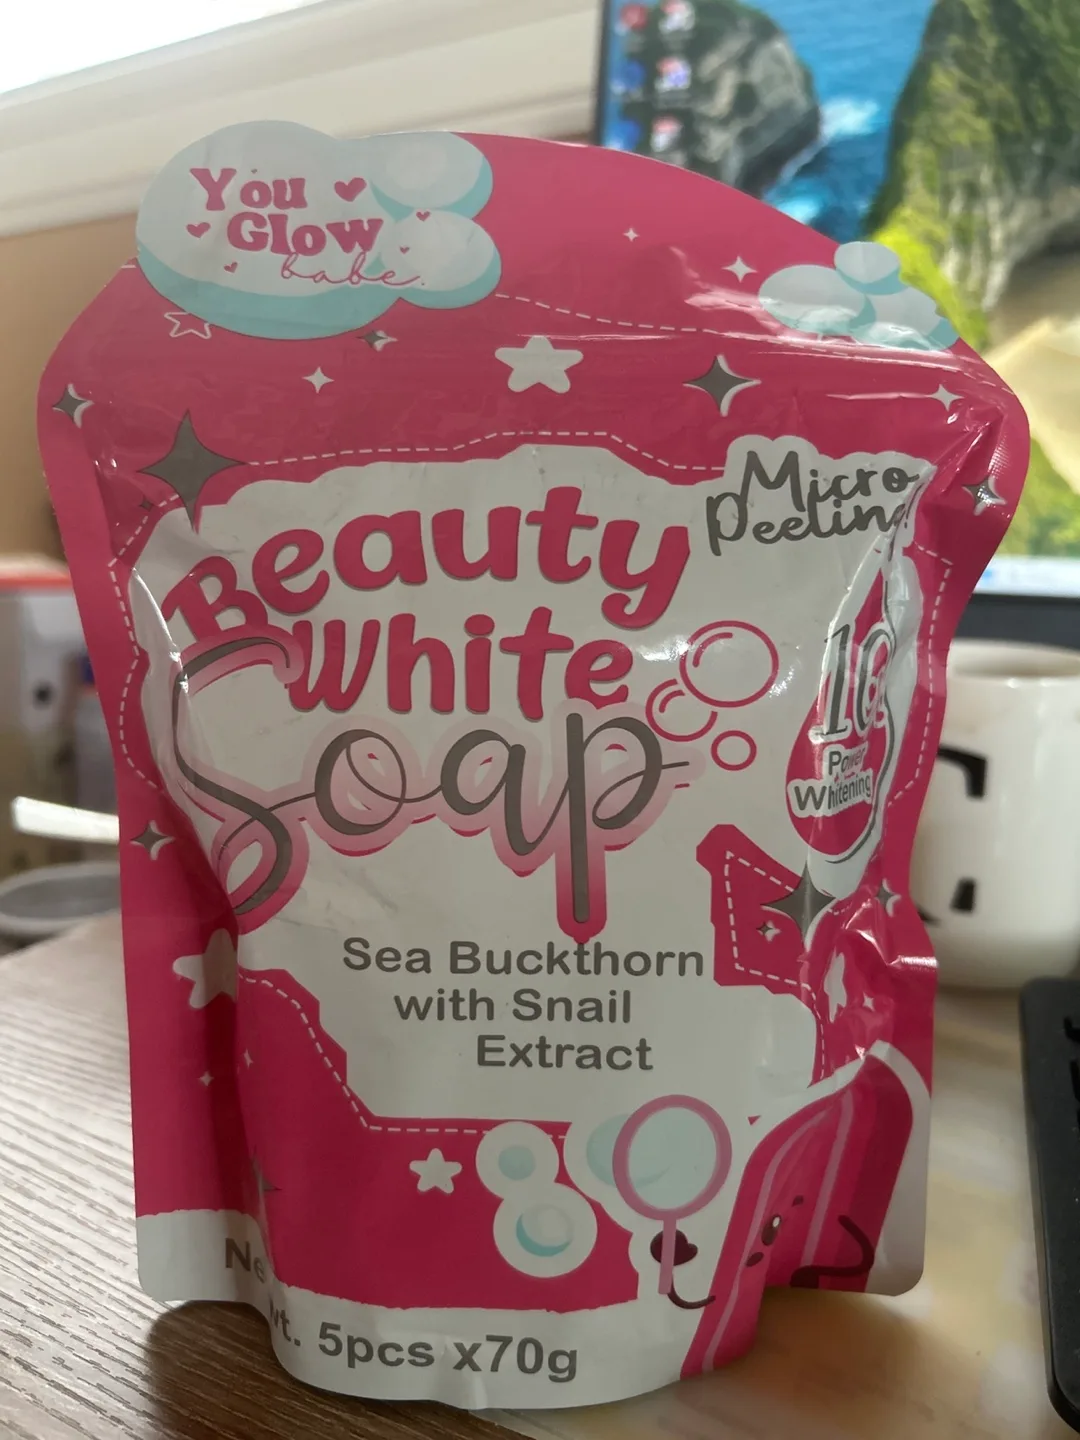 You
Glow
babe.
Micro
Peeling
Beauty
White
Soap
Power
Whitening
Sea Buckthorn
with Snail
Extract
wt. 5pcs x70g